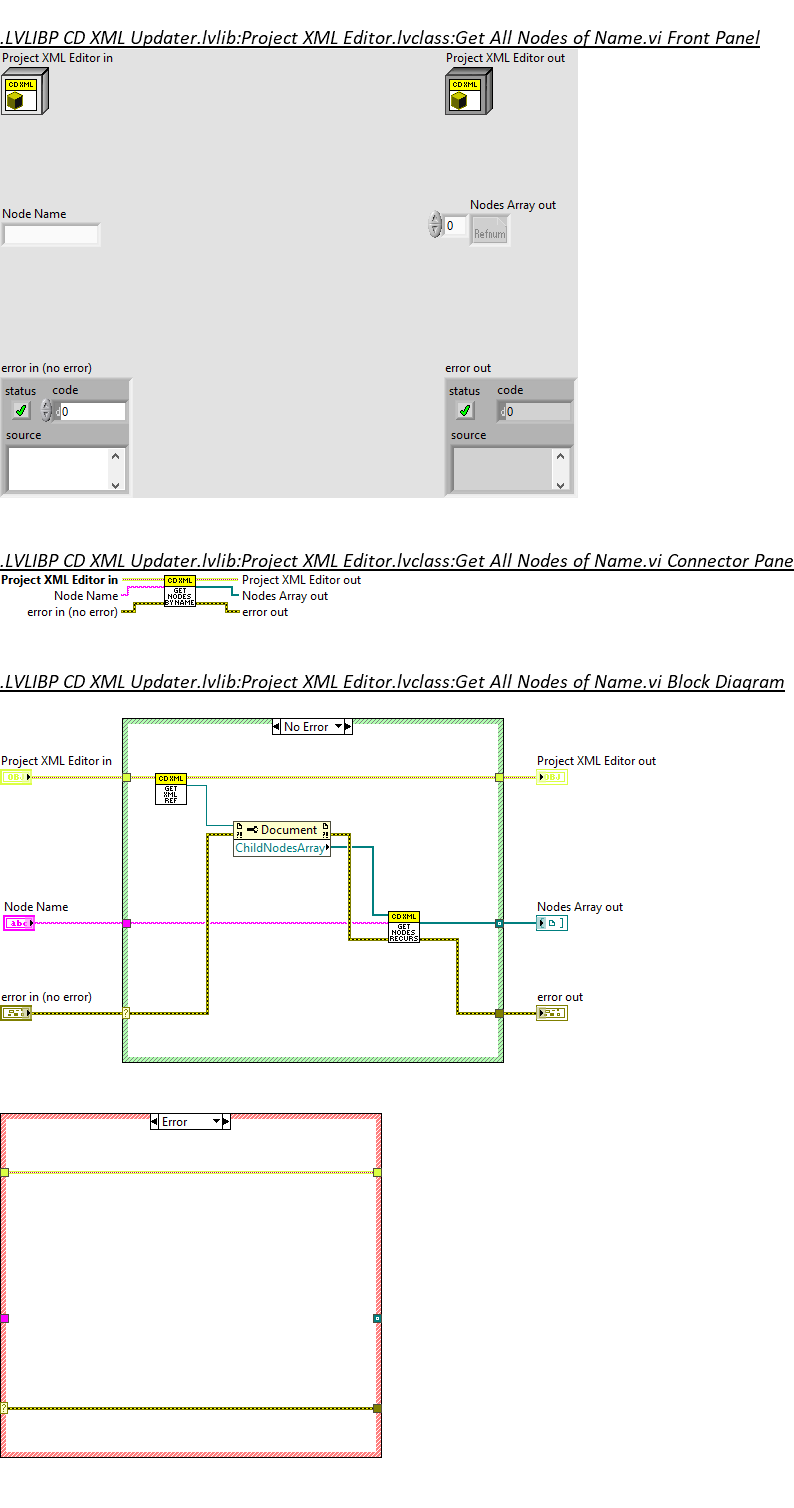 .LVLIBP CD XML Updater.lvlib:Project XML Editor.lvclass:Get All Nodes of Name.vi Front Panel
Project XML Editor in
Project XML Editor out
CD XML
CD XML
Node Name
Nodes Array out
0
Refnum
error in (no error)
error out
status code
d 0
source
status code
d 0
source
.LVLIBP CD XML Updater.lvlib:Project XML Editor.lvclass:Get All Nodes of Name.vi Connector Pane
Project XML Editor in
Node Name
error in (no error)
CD XML
GET
NODES
BY NAME
Project XML Editor out
Nodes Array out
error out
.LVLIBP CD XML Updater.lvlib:Project XML Editor.lvclass:Get All Nodes of Name.vi Block Diagram
No Error
Project XML Editor in
OBJ
Project XML Editor out
OBJ
CD XML
GET
XML
REF
Document
ChildNodesArray
Node Name
abc
CD XML
GET
NODES
RECURS
Nodes Array out
error in (no error)
?
error out
Error
?